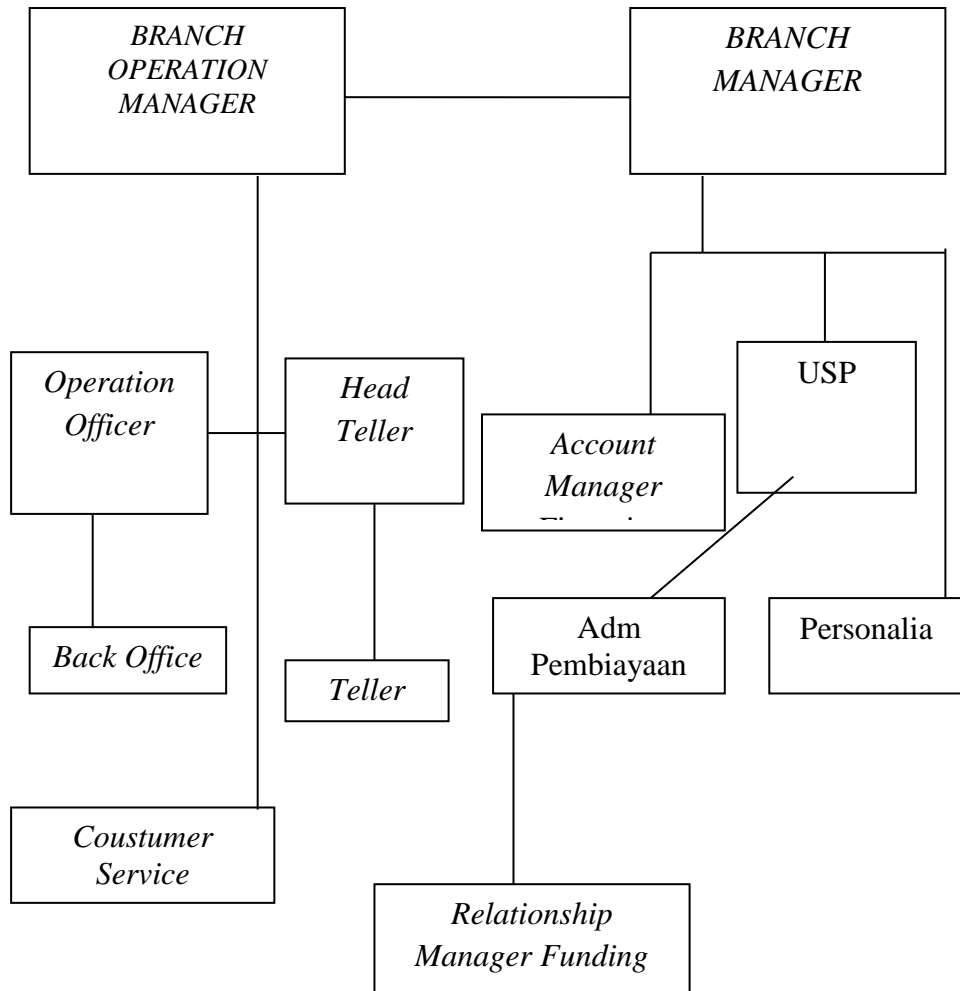 BRANCH
OPERATION
MANAGER
BRANCH
MANAGER
Operation
Officer
Head
Teller
USP
Account
Manager
Back Office
Teller
Adm
Pembiayaan
Personalia
Coustumer
Service
Relationship
Manager Funding